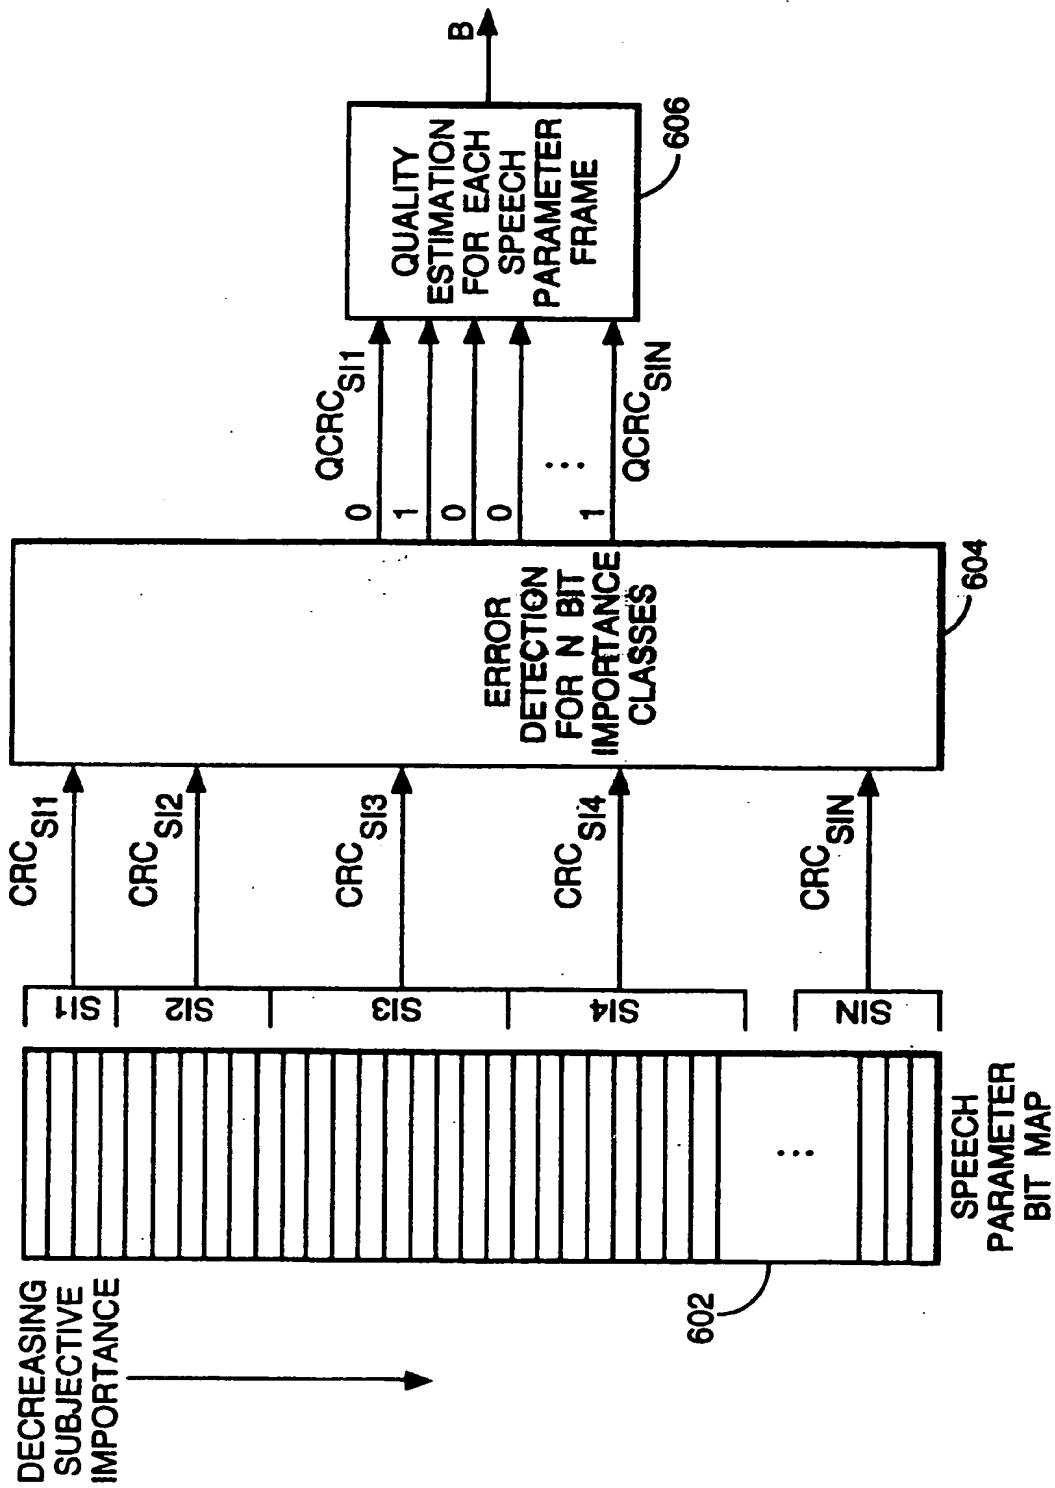 DECREASING
SUBJECTIVE
IMPORTANCE
602
SPEECH
PARAMETER
BIT MAP
SI1
SI2
SI3
SI4
SIN
CRC SI1
CRC SI2
CRC SI3
CRC SI4
CRC SIN
ERROR
DETECTION
FOR N BIT
IMPORTANCE
CLASSES
604
0
1
0
0
1
QCRC SI1
QCRC SIN
QUALITY
ESTIMATION
FOR EACH
SPEECH
PARAMETER
FRAME
606
B